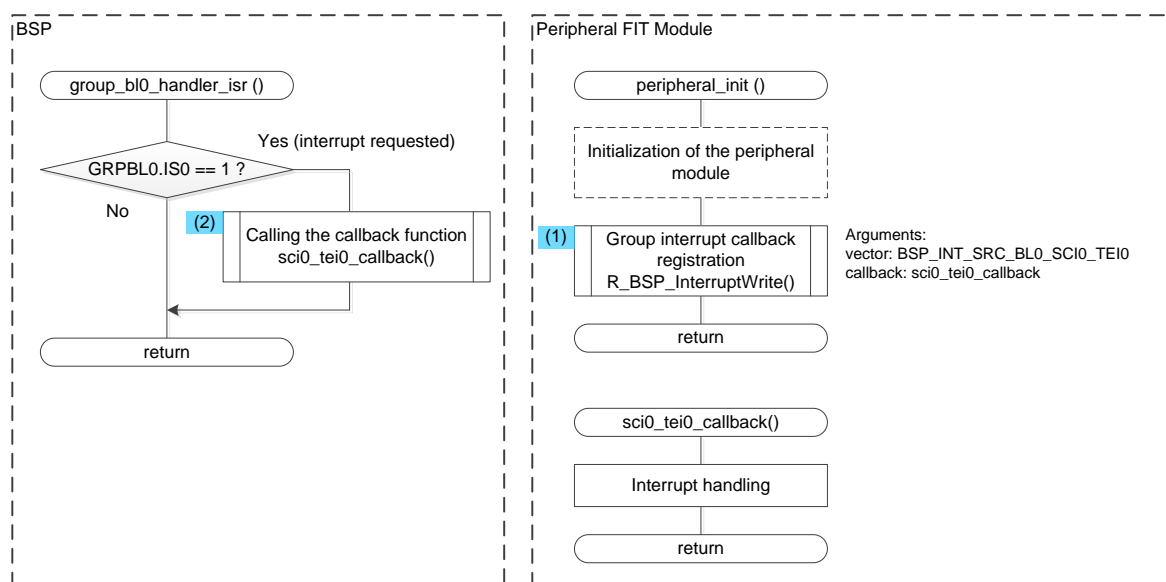 BSP
group_bl0_handler_isr ()
Yes (interrupt requested)
GRPBL0.IS0 == 1 ?
No
(2)
Calling the callback function
sci0_tei0_callback()
return
Peripheral FIT Module
peripheral_init ()
Initialization of the peripheral
module
(1)
Group interrupt callback
registration
R_BSP_InterruptWrite()
Arguments:
vector: BSP_INT_SRC_BL0_SCI0_TEI0
callback: sci0_tei0_callback
return
sci0_tei0_callback()
Interrupt handling
return